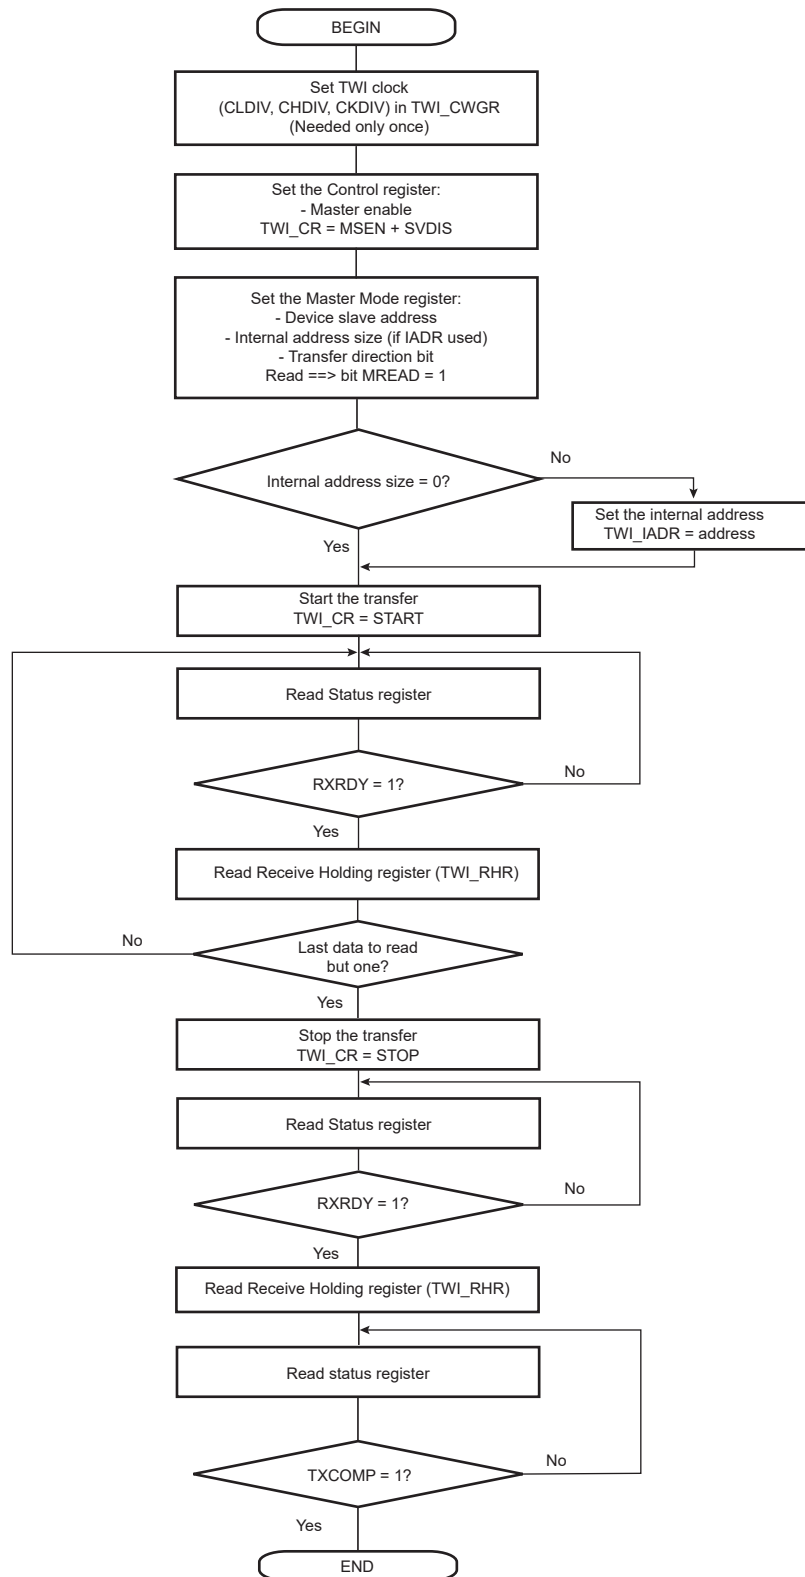 BEGIN
Set TWI clock
(CLDIV, CHDIV, CKDIV) in TWI_CWGR
(Needed only once)
Set the Control register:
- Master enable
TWI_CR = MSEN + SVDIS
Set the Master Mode register:
- Device slave address
- Internal address size (if IADR used)
- Transfer direction bit
Read ==> bit MREAD = 1
Internal address size = 0?
No
Set the internal address
TWI_IADR = address
Yes
Start the transfer
TWI_CR = START
Read Status register
RXRDY = 1?
No
Yes
Read Receive Holding register (TWI_RHR)
No
Last data to read
but one?
Yes
Stop the transfer
TWI_CR = STOP
Read Status register
RXRDY = 1?
No
Yes
Read Receive Holding register (TWI_RHR)
Read status register
TXCOMP = 1?
No
Yes
END